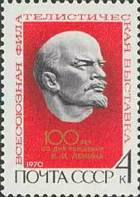 ВСЕСОЮЗНАЯ ФИЛАТЕЛИСТИЧЕСКАЯ ВЫСТАВКА
100 ЛЕТ
СО ДНЯ РОЖДЕНИЯ
В. И. ЛЕНИНА
1970
ПОЧТА СССР 4 к